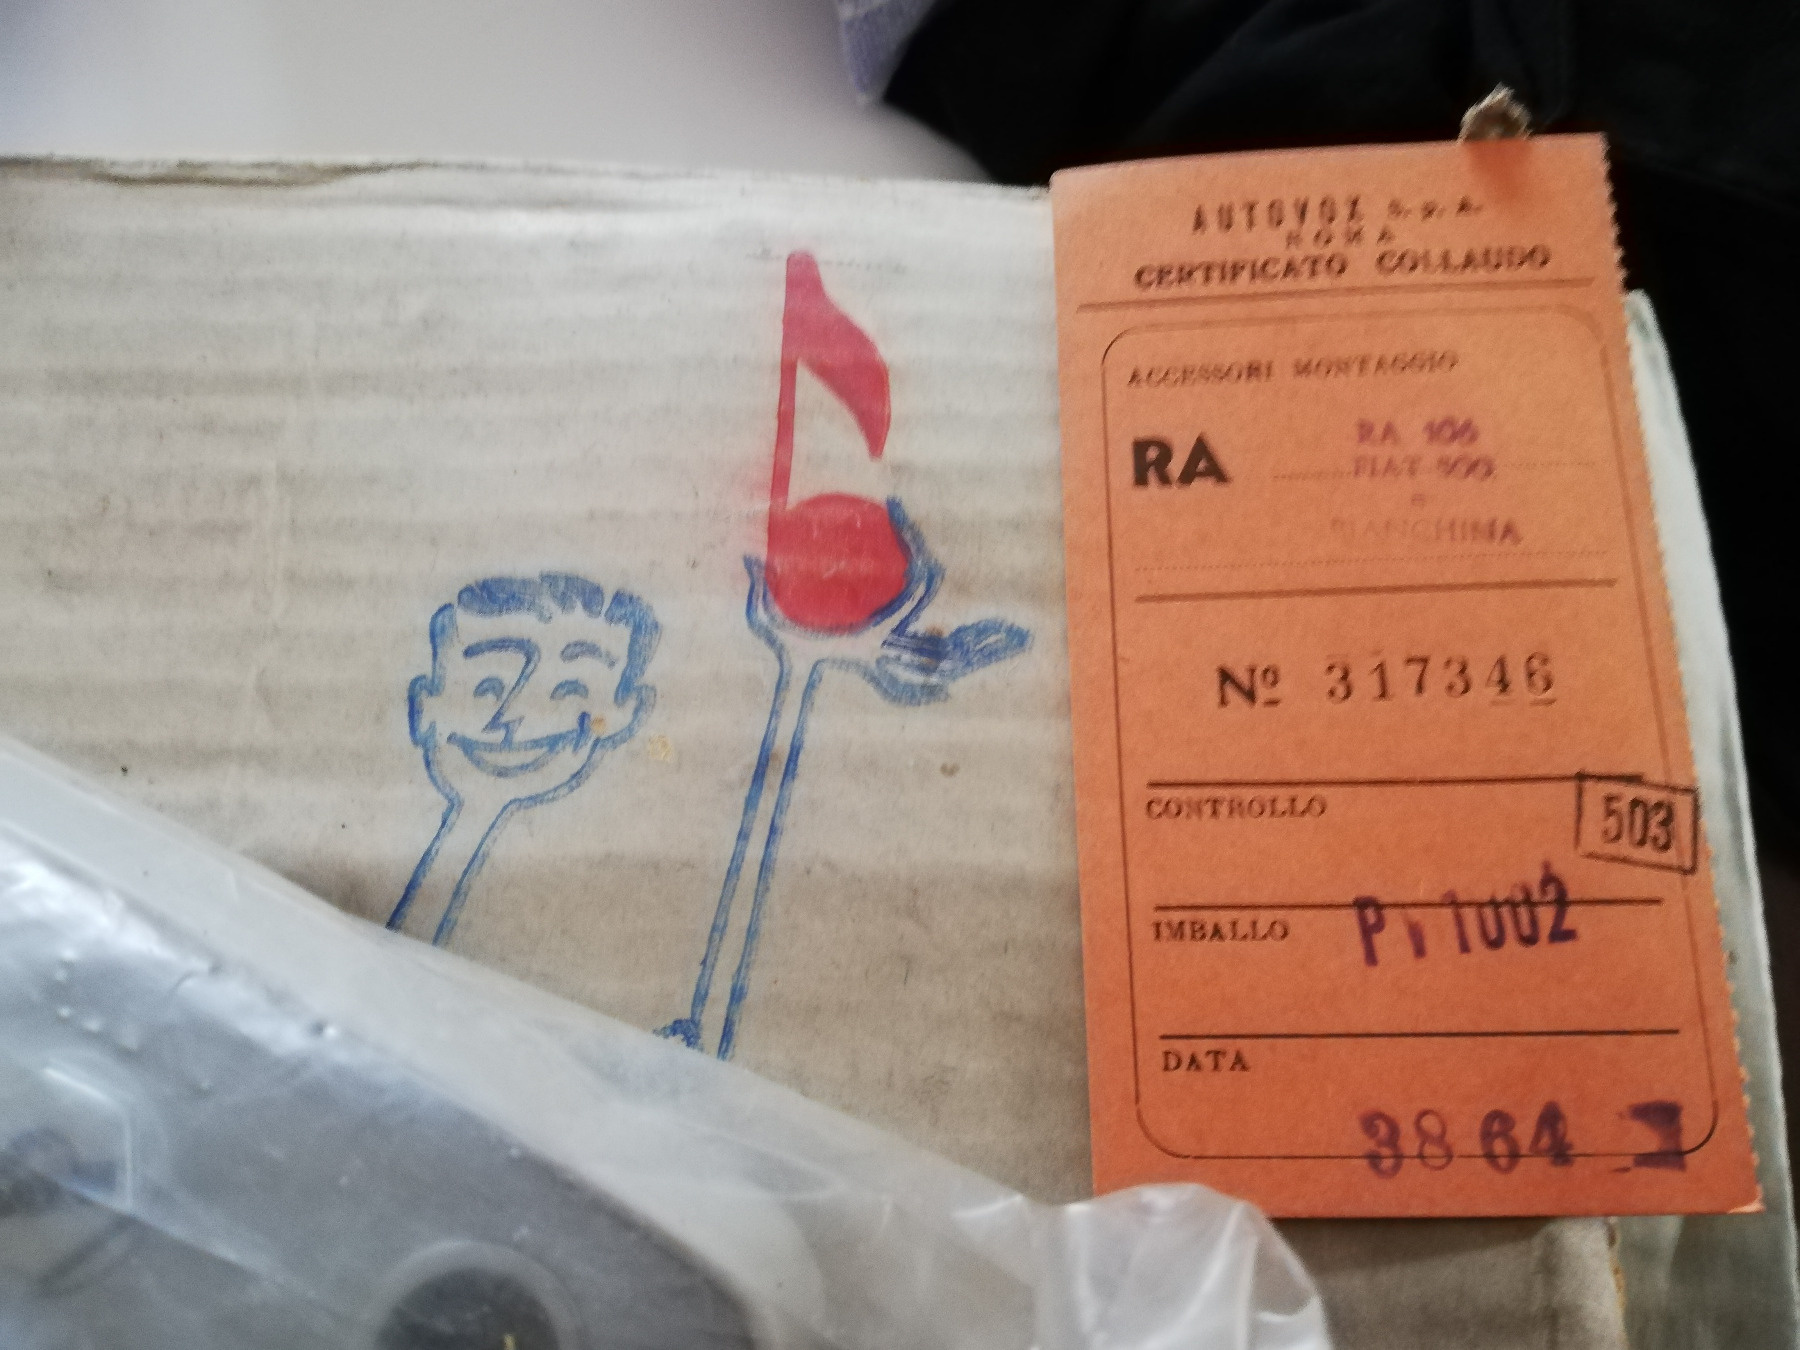 AUTOVOX S.p.A.
ROMA
CERTIFICATO COLLAUDO
ACCESSORI MONTAGGIO
RA
RA 106
FIAT 500
e
BIANCHINA
Nº 317346
CONTROLLO
503
IMBALLO
1002
DATA
38 64